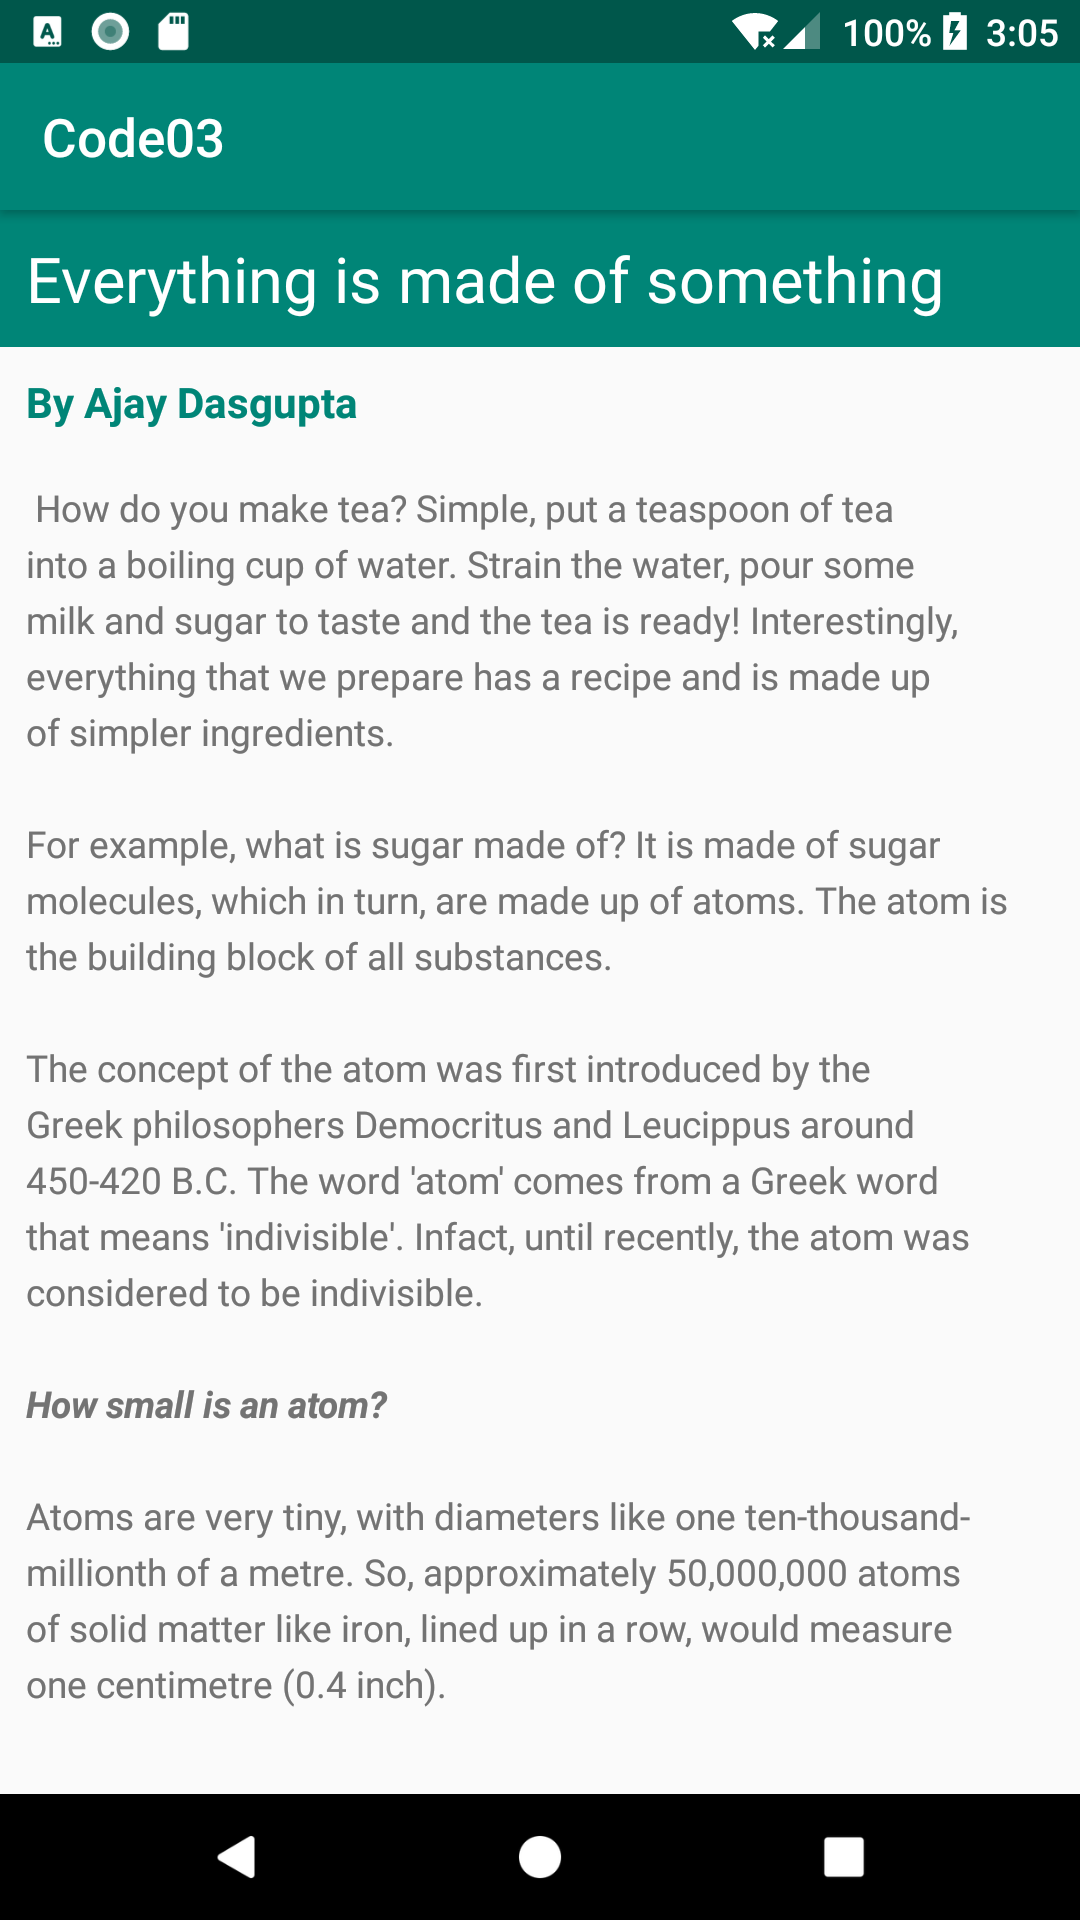 100% 3:05
Code03
Everything is made of something
By Ajay Dasgupta
How do you make tea? Simple, put a teaspoon of tea
into a boiling cup of water. Strain the water, pour some
milk and sugar to taste and the tea is ready! Interestingly,
everything that we prepare has a recipe and is made up
of simpler ingredients.
For example, what is sugar made of? It is made of sugar
molecules, which in turn, are made up of atoms. The atom is
the building block of all substances.
The concept of the atom was first introduced by the
Greek philosophers Democritus and Leucippus around
450-420 B.C. The word 'atom' comes from a Greek word
that means 'indivisible'. Infact, until recently, the atom was
considered to be indivisible.
How small is an atom?
Atoms are very tiny, with diameters like one ten-thousand-
millionth of a metre. So, approximately 50,000,000 atoms
of solid matter like iron, lined up in a row, would measure
one centimetre (0.4 inch).